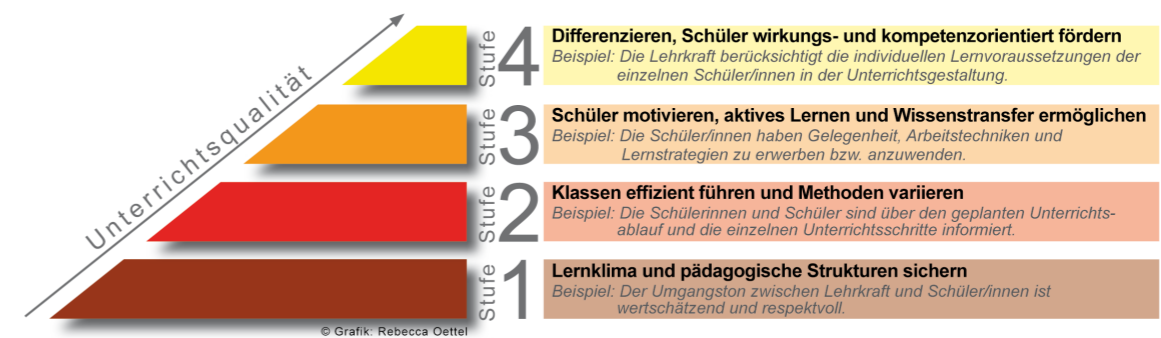 Unterrichtsqualität
Stufe 4
Differenzieren, Schüler wirkungs- und kompetenzorientiert fördern
Beispiel: Die Lehrkraft berücksichtigt die individuellen Lernvoraussetzungen der
einzelnen Schüler/innen in der Unterrichtsgestaltung.
Stufe 3
Schüler motivieren, aktives Lernen und Wissenstransfer ermöglichen
Beispiel: Die Schüler/innen haben Gelegenheit, Arbeitstechniken und
Lernstrategien zu erwerben bzw. anzuwenden.
Stufe 2
Klassen effizient führen und Methoden variieren
Beispiel: Die Schülerinnen und Schüler sind über den geplanten Unterrichts-
ablauf und die einzelnen Unterrichtsschritte informiert.
Stufe 1
Lernklima und pädagogische Strukturen sichern
Beispiel: Der Umgangston zwischen Lehrkraft und Schüler/innen ist
wertschätzend und respektvoll.
© Grafik: Rebecca Oettel